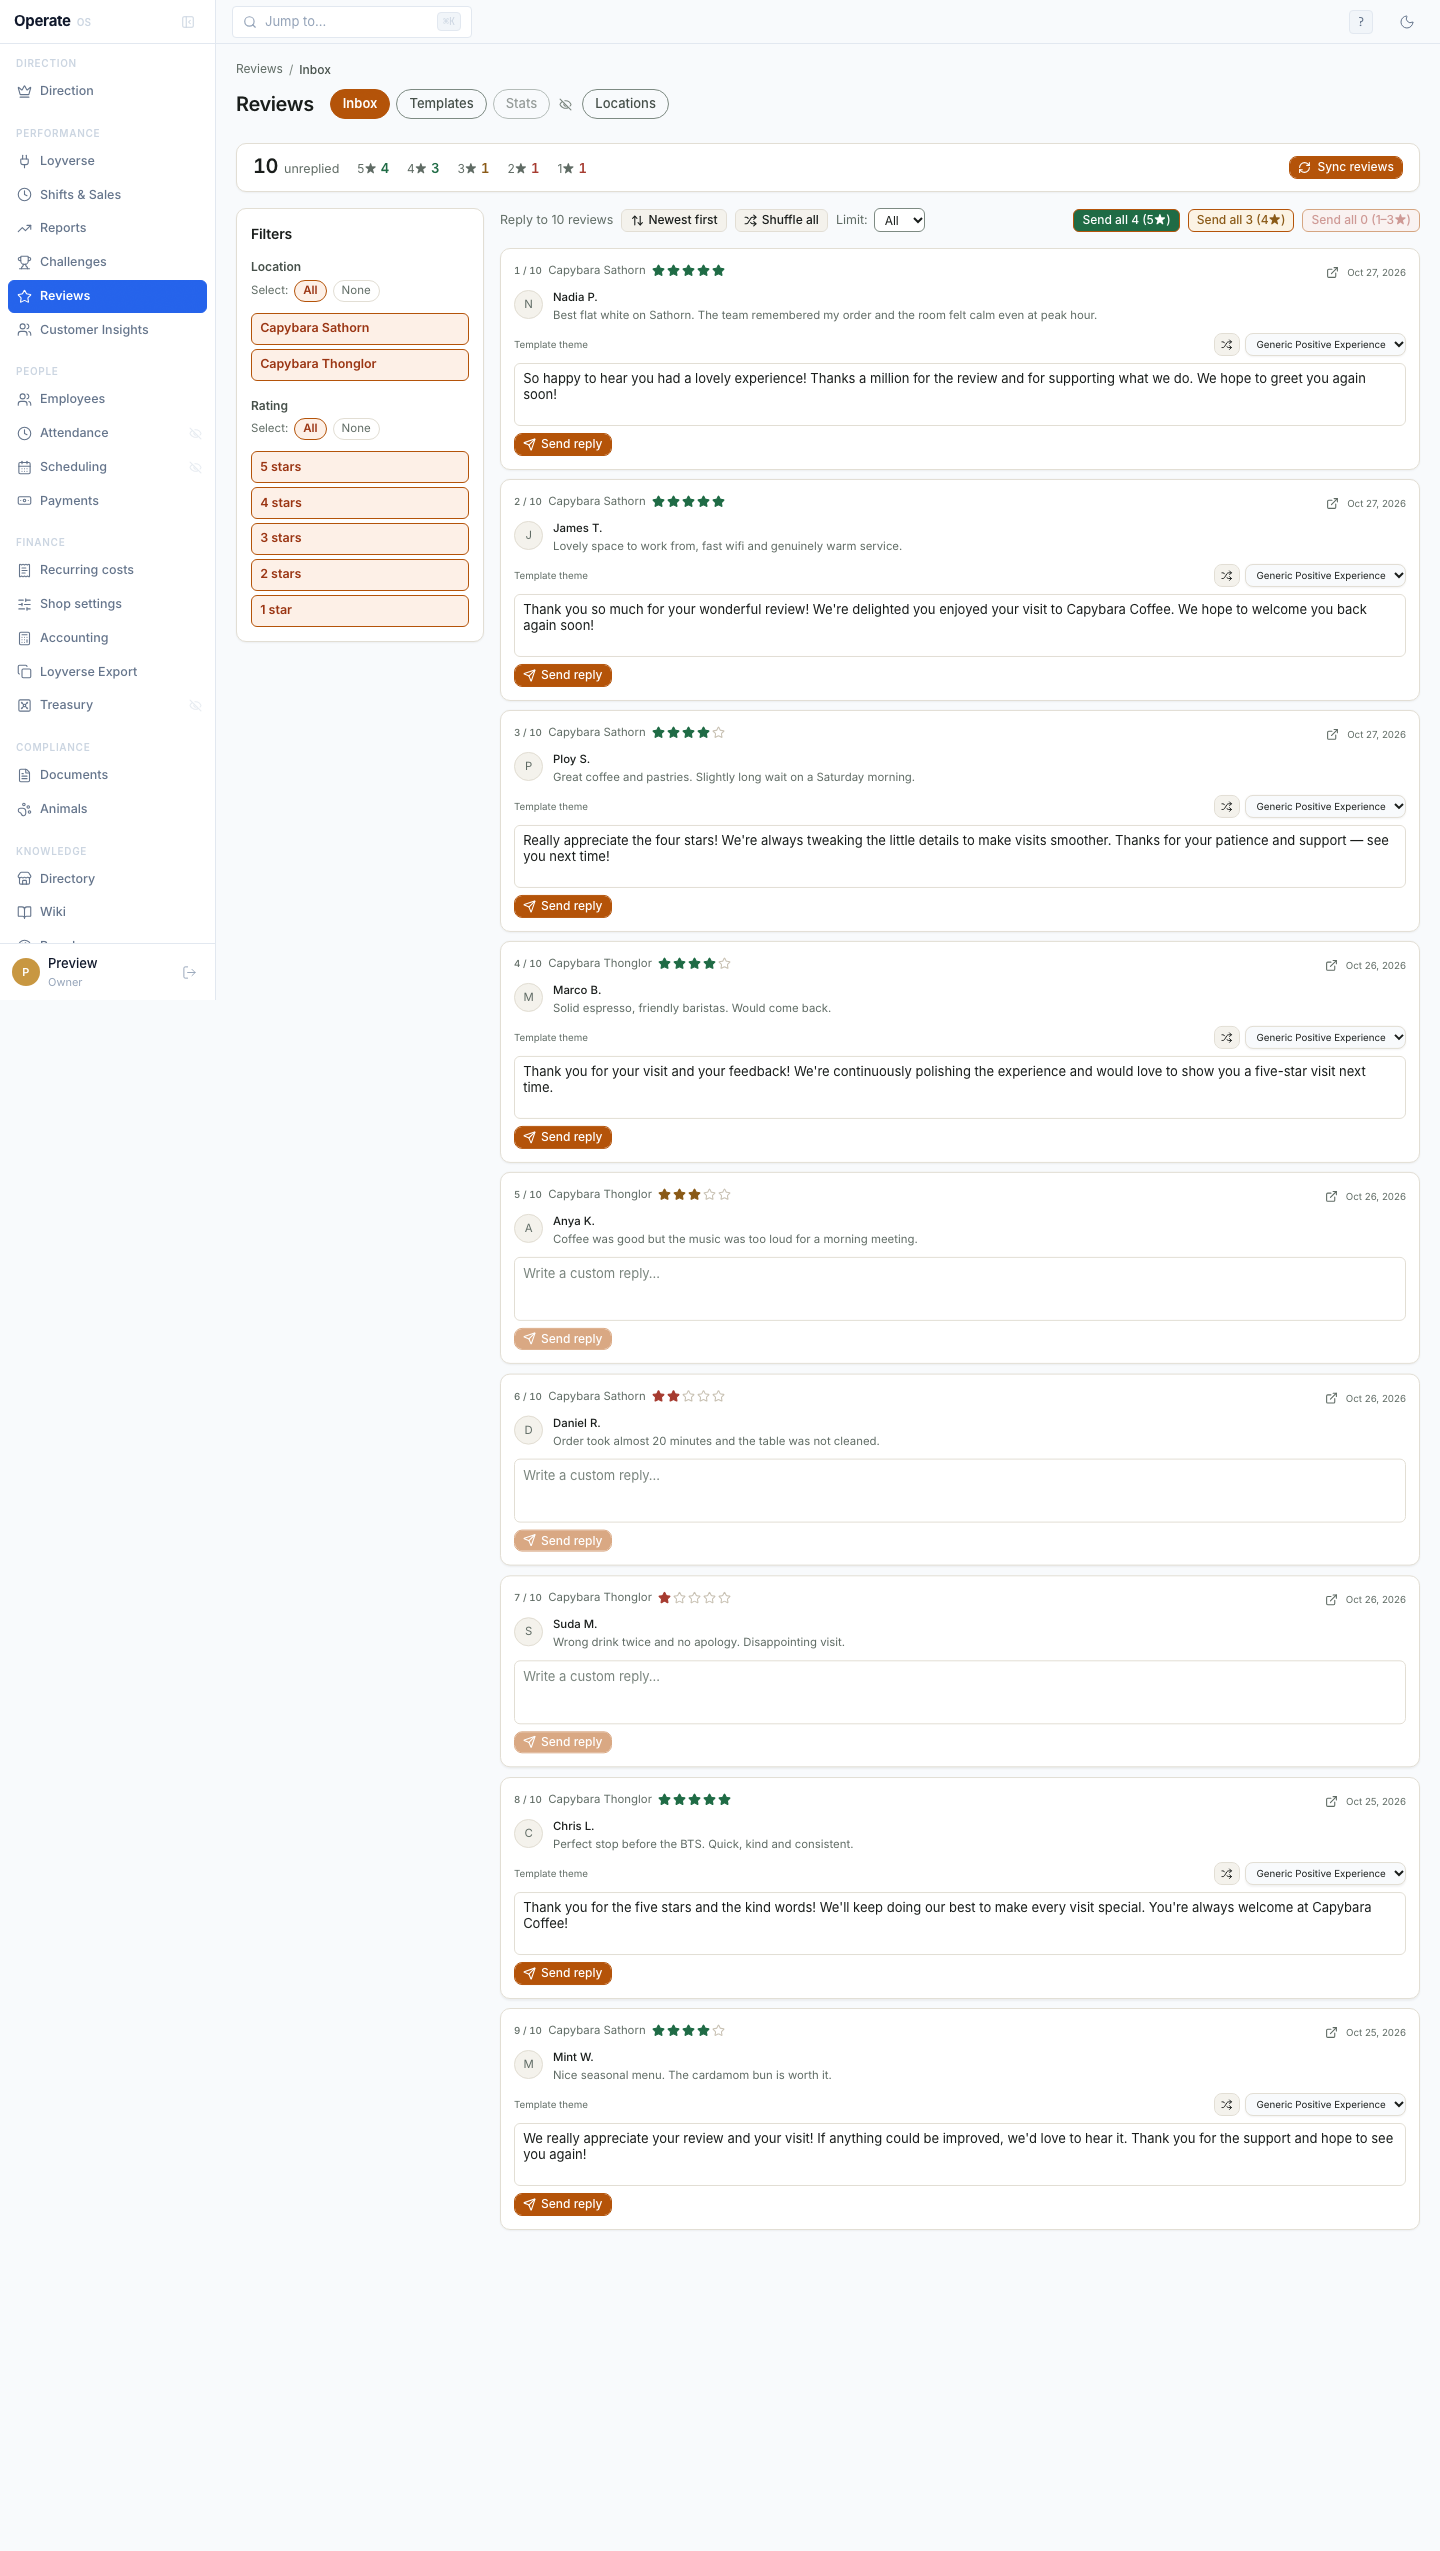 Operate OS
Jump to...
⌘K
?
DIRECTION
Direction
PERFORMANCE
Loyverse
Shifts & Sales
Reports
Challenges
Reviews
Customer Insights
PEOPLE
Employees
Attendance
Scheduling
Payments
FINANCE
Recurring costs
Shop settings
Accounting
Loyverse Export
Treasury
COMPLIANCE
Documents
Animals
KNOWLEDGE
Directory
Wiki
P
Preview
Owner
Reviews / Inbox
Reviews
Inbox
Templates
Stats
Locations
10 unreplied 5★ 4 4★ 3 3★ 1 2★ 1 1★ 1
Sync reviews
Filters
Location
Select: All None
Capybara Sathorn
Capybara Thonglor
Rating
Select: All None
5 stars
4 stars
3 stars
2 stars
1 star
Reply to 10 reviews Newest first Shuffle all Limit: All
Send all 4 (5★) Send all 3 (4★) Send all 0 (1–3★)
1 / 10 Capybara Sathorn Oct 27, 2026
N
Nadia P.
Best flat white on Sathorn. The team remembered my order and the room felt calm even at peak hour.
Template theme Generic Positive Experience
So happy to hear you had a lovely experience! Thanks a million for the review and for supporting what we do. We hope to greet you again
soon!
Send reply
2 / 10 Capybara Sathorn Oct 27, 2026
J
James T.
Lovely space to work from, fast wifi and genuinely warm service.
Template theme Generic Positive Experience
Thank you so much for your wonderful review! We're delighted you enjoyed your visit to Capybara Coffee. We hope to welcome you back
again soon!
Send reply
3 / 10 Capybara Sathorn Oct 27, 2026
P
Ploy S.
Great coffee and pastries. Slightly long wait on a Saturday morning.
Template theme Generic Positive Experience
Really appreciate the four stars! We're always tweaking the little details to make visits smoother. Thanks for your patience and support — see
you next time!
Send reply
4 / 10 Capybara Thonglor Oct 26, 2026
M
Marco B.
Solid espresso, friendly baristas. Would come back.
Template theme Generic Positive Experience
Thank you for your visit and your feedback! We're continuously polishing the experience and would love to show you a five-star visit next
time.
Send reply
5 / 10 Capybara Thonglor Oct 26, 2026
A
Anya K.
Coffee was good but the music was too loud for a morning meeting.
Write a custom reply...
Send reply
6 / 10 Capybara Sathorn Oct 26, 2026
D
Daniel R.
Order took almost 20 minutes and the table was not cleaned.
Write a custom reply...
Send reply
7 / 10 Capybara Thonglor Oct 26, 2026
S
Suda M.
Wrong drink twice and no apology. Disappointing visit.
Write a custom reply...
Send reply
8 / 10 Capybara Thonglor Oct 25, 2026
C
Chris L.
Perfect stop before the BTS. Quick, kind and consistent.
Template theme Generic Positive Experience
Thank you for the five stars and the kind words! We'll keep doing our best to make every visit special. You're always welcome at Capybara
Coffee!
Send reply
9 / 10 Capybara Sathorn Oct 25, 2026
M
Mint W.
Nice seasonal menu. The cardamom bun is worth it.
Template theme Generic Positive Experience
We really appreciate your review and your visit! If anything could be improved, we'd love to hear it. Thank you for the support and hope to see
you again!
Send reply